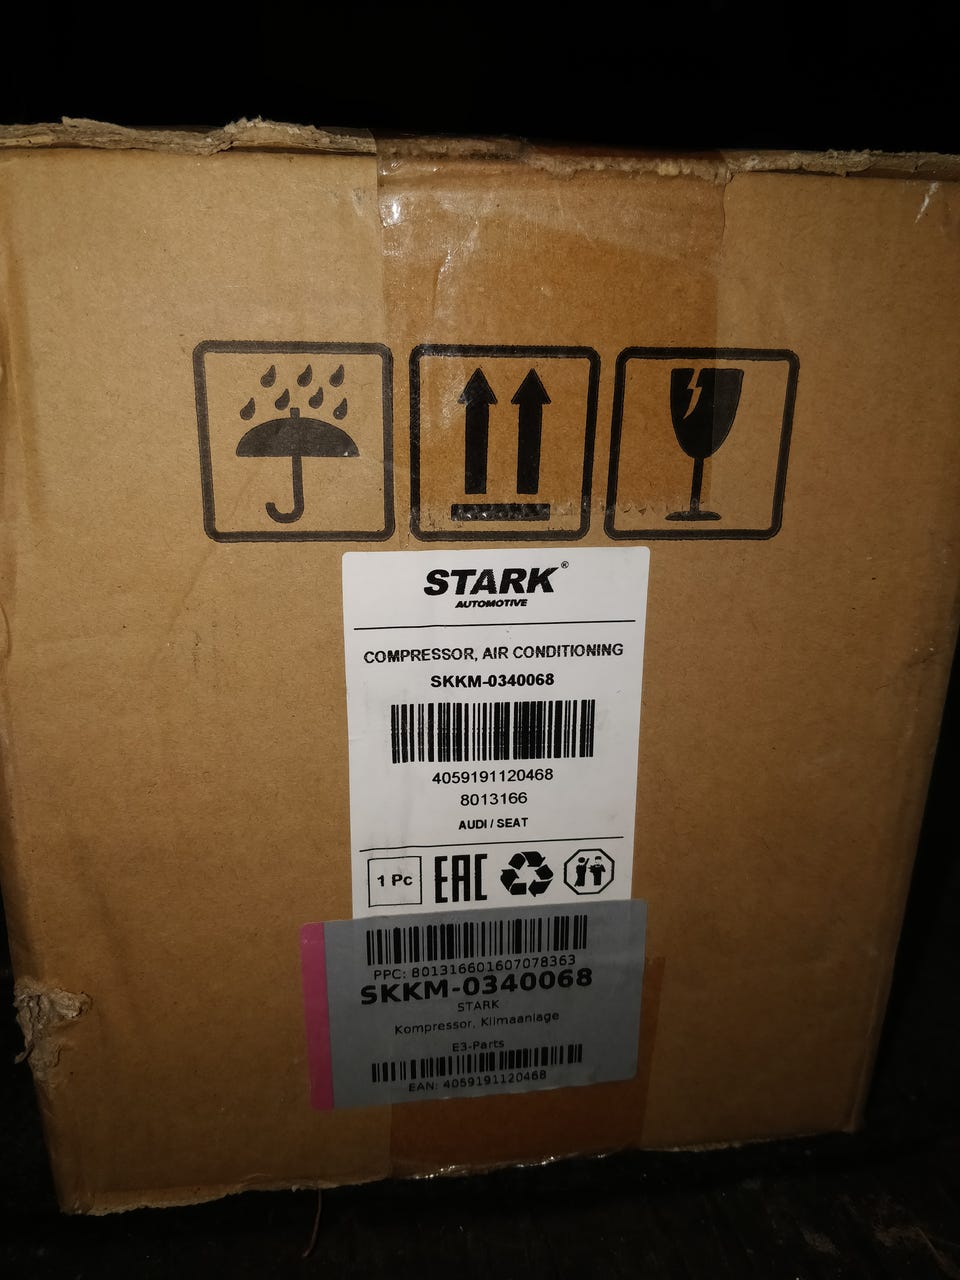 STARK®
AUTOMOTIVE
COMPRESSOR, AIR CONDITIONING
SKKM-0340068
4059191120468
8013166
AUDI / SEAT
1 Pc EAC
PPC: 801316601607078363
SKKM-0340068
STARK
Kompressor, Klimaanlage
E3-Parts
EAN: 4059191120468